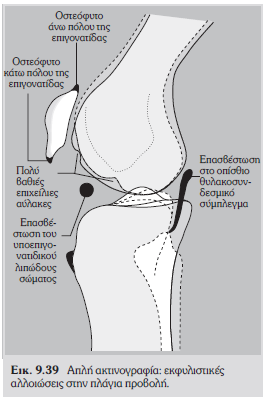 Οστεόφυτο
άνω πόλου της
επιγονατίδας
Οστεόφυτο
κάτω πόλου της
επιγονατίδας
Πολύ
βαθιές
επιχείλιες
αύλακες
Επασβέ-
στωση του
υποεπιγο-
νατιδικού
λιπώδους
σώματος
Επασβέστωση
στο οπίσθιο
θυλακοσυν-
δεσμικό
σύμπλεγμα
Εικ. 9.39 Απλή ακτινογραφία: εκφυλιστικές
αλλοιώσεις στην πλάγια προβολή.